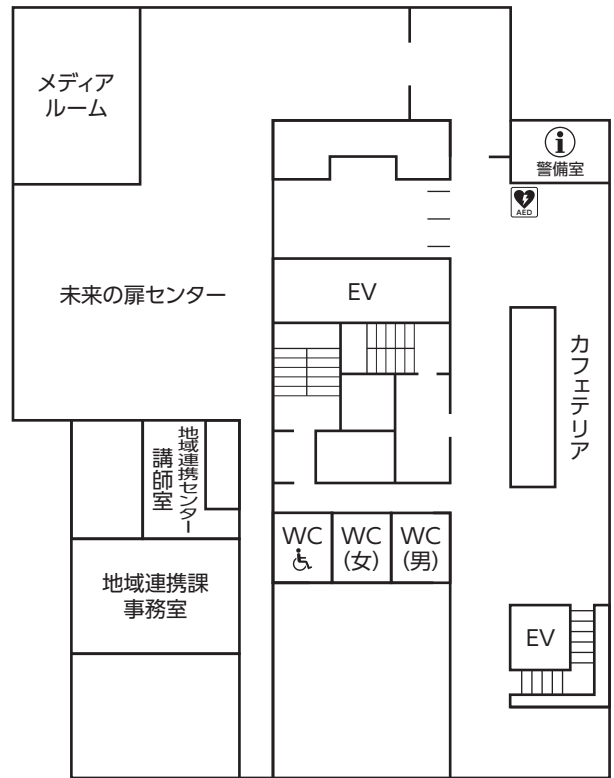 メディア
ルーム
i
警備室
AED
未来の扉センター
EV
カフェテリア
地域連携センター
講師室
WC
WC
(女)
WC
(男)
地域連携課
事務室
EV